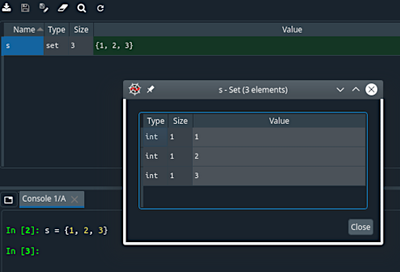 Name Type Size Value
s set 3 {1, 2, 3}
s - Set (3 elements)
Type Size Value
int 1 1
int 1 2
int 1 3
Close
Console 1/A
In [2]: s = {1, 2, 3}
In [3]: